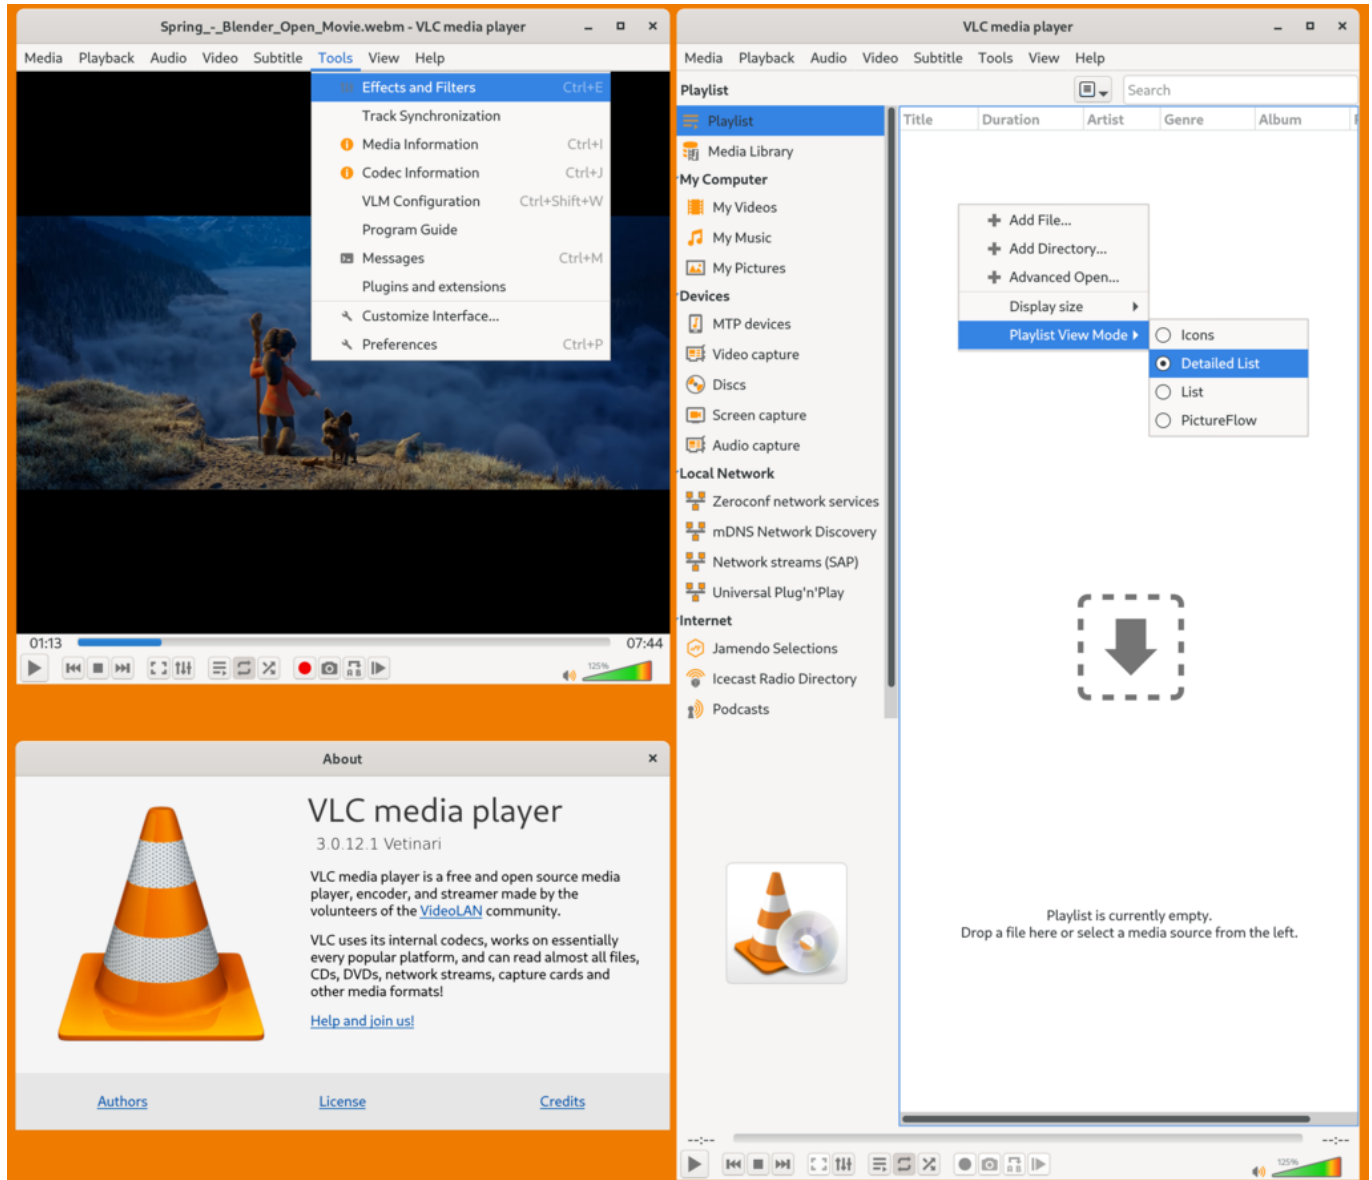 Spring_-_Blender_Open_Movie.webm - VLC media player
Media Playback Audio Video Subtitle Tools View Help
Effects and Filters Ctrl+E
Track Synchronization
Media Information Ctrl+I
Codec Information Ctrl+J
VLM Configuration Ctrl+Shift+W
Program Guide
Messages Ctrl+M
Plugins and extensions
Customize Interface...
Preferences Ctrl+P
01:13 07:44
125%
About
VLC media player
3.0.12.1 Vetinari
VLC media player is a free and open source media
player, encoder, and streamer made by the
volunteers of the VideoLAN community.
VLC uses its internal codecs, works on essentially
every popular platform, and can read almost all files,
CDs, DVDs, network streams, capture cards and
other media formats!
Help and join us!
Authors License Credits
VLC media player
Media Playback Audio Video Subtitle Tools View Help
Playlist Search
Playlist
Media Library
My Computer
My Videos
My Music
My Pictures
Devices
MTP devices
Video capture
Discs
Screen capture
Audio capture
Local Network
Zeroconf network services
mDNS Network Discovery
Network streams (SAP)
Universal Plug'n'Play
Internet
Jamendo Selections
Icecast Radio Directory
Podcasts
Title Duration Artist Genre Album
Add File...
Add Directory...
Advanced Open...
Display size
Playlist View Mode
Icons
Detailed List
List
PictureFlow
Playlist is currently empty.
Drop a file here or select a media source from the left.
--:-- --:--
125%